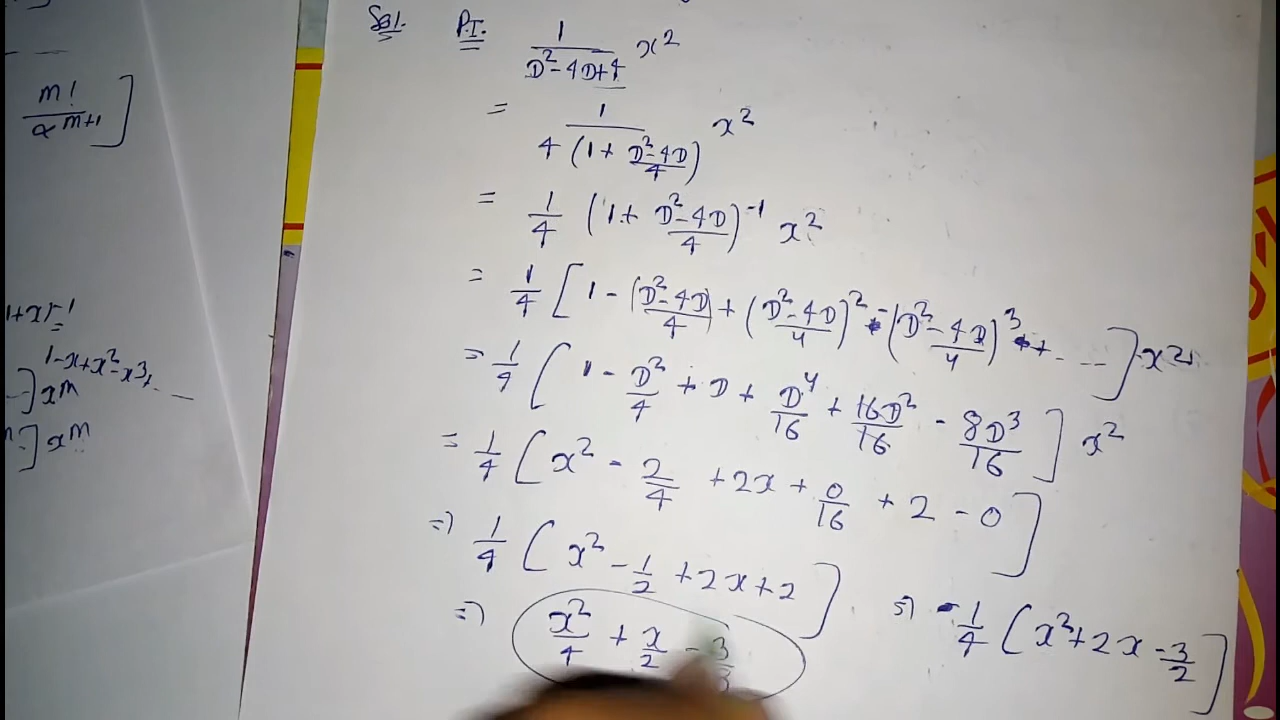 m!
α^m+1 ]
1+x)^-1
1-x+x²-x³+ ...
]x^m
]x^m
Sol. P.I. 1/(D²-4D+4) x²
= 1/(4(1+(D²-4D)/4)) x²
= 1/4 (1+(D²-4D)/4)^-1 x²
= 1/4 [1-((D²-4D)/4)+((D²-4D)/4)²-((D²-4D)/4)³+.....]x²
= 1/4 [1-D²/4+D+D⁴/16+16D²/16-8D³/16] x²
= 1/4 [x²-2/4+2x+0/16+2-0]
=) 1/4 [x²-1/2+2x+2]
=) 1/4 [x²+2x-3/2]
=) x²/4+x/2-3